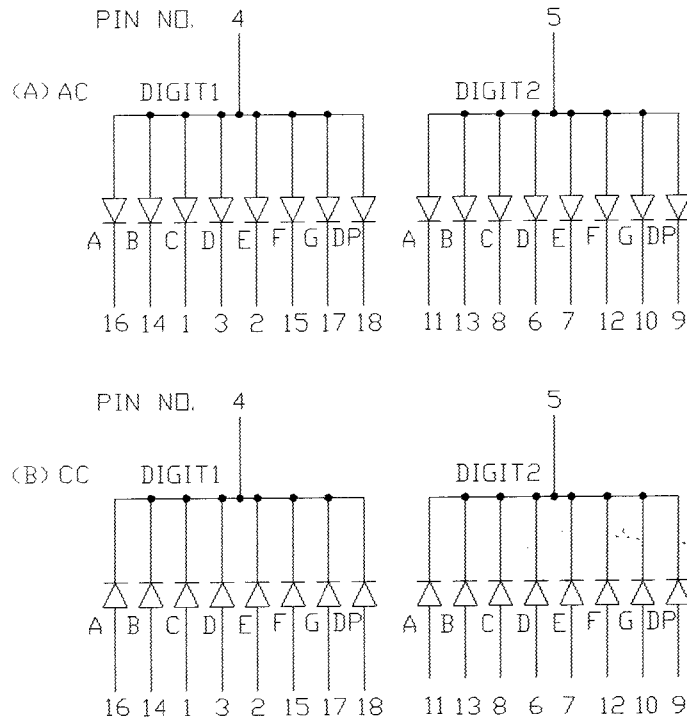 PIN NO. 4 5
(A) AC DIGIT1 DIGIT2
A B C D E F G DP A B C D E F G DP
16 14 1 3 2 15 17 18 11 13 8 6 7 12 10 9
PIN NO. 4 5
(B) CC DIGIT1 DIGIT2
A B C D E F G DP A B C D E F G DP
16 14 1 3 2 15 17 18 11 13 8 6 7 12 10 9